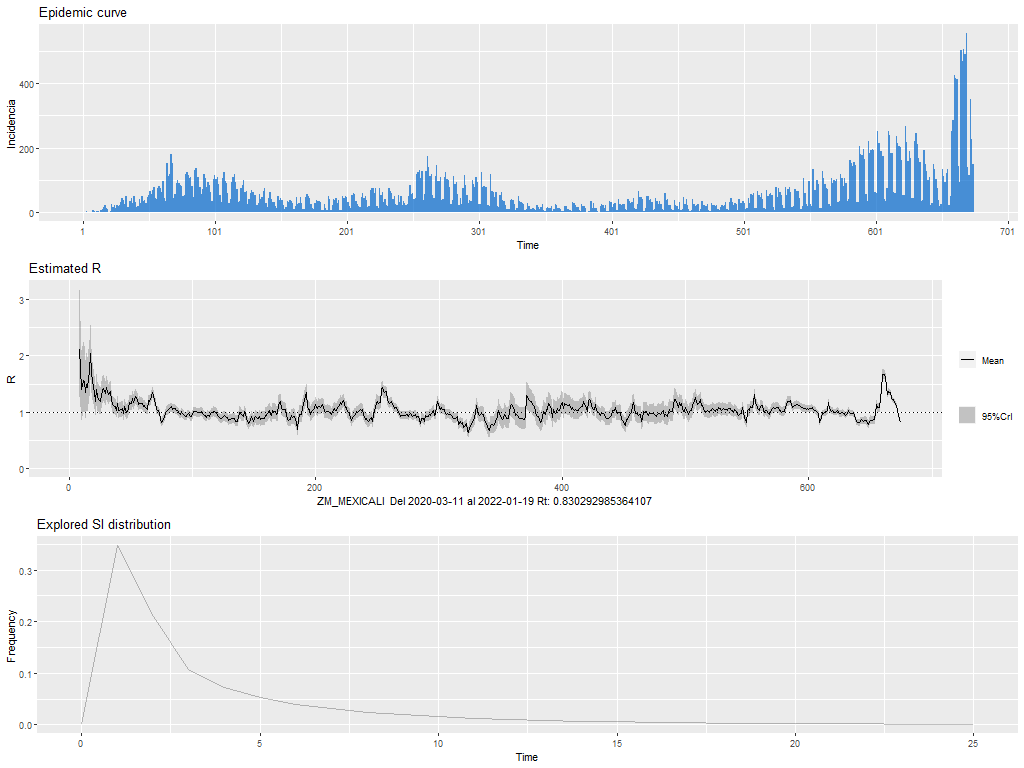 Epidemic curve
Incidencia
400
200
0
1
101
201
301
401
501
601
701
Time
Estimated R
R
3
2
1
0
0
200
400
600
ZM_MEXICALI Del 2020-03-11 al 2022-01-19 Rt: 0.830292985364107
Mean
95%CrI
Explored SI distribution
Frequency
0.3
0.2
0.1
0.0
0
5
10
15
20
25
Time